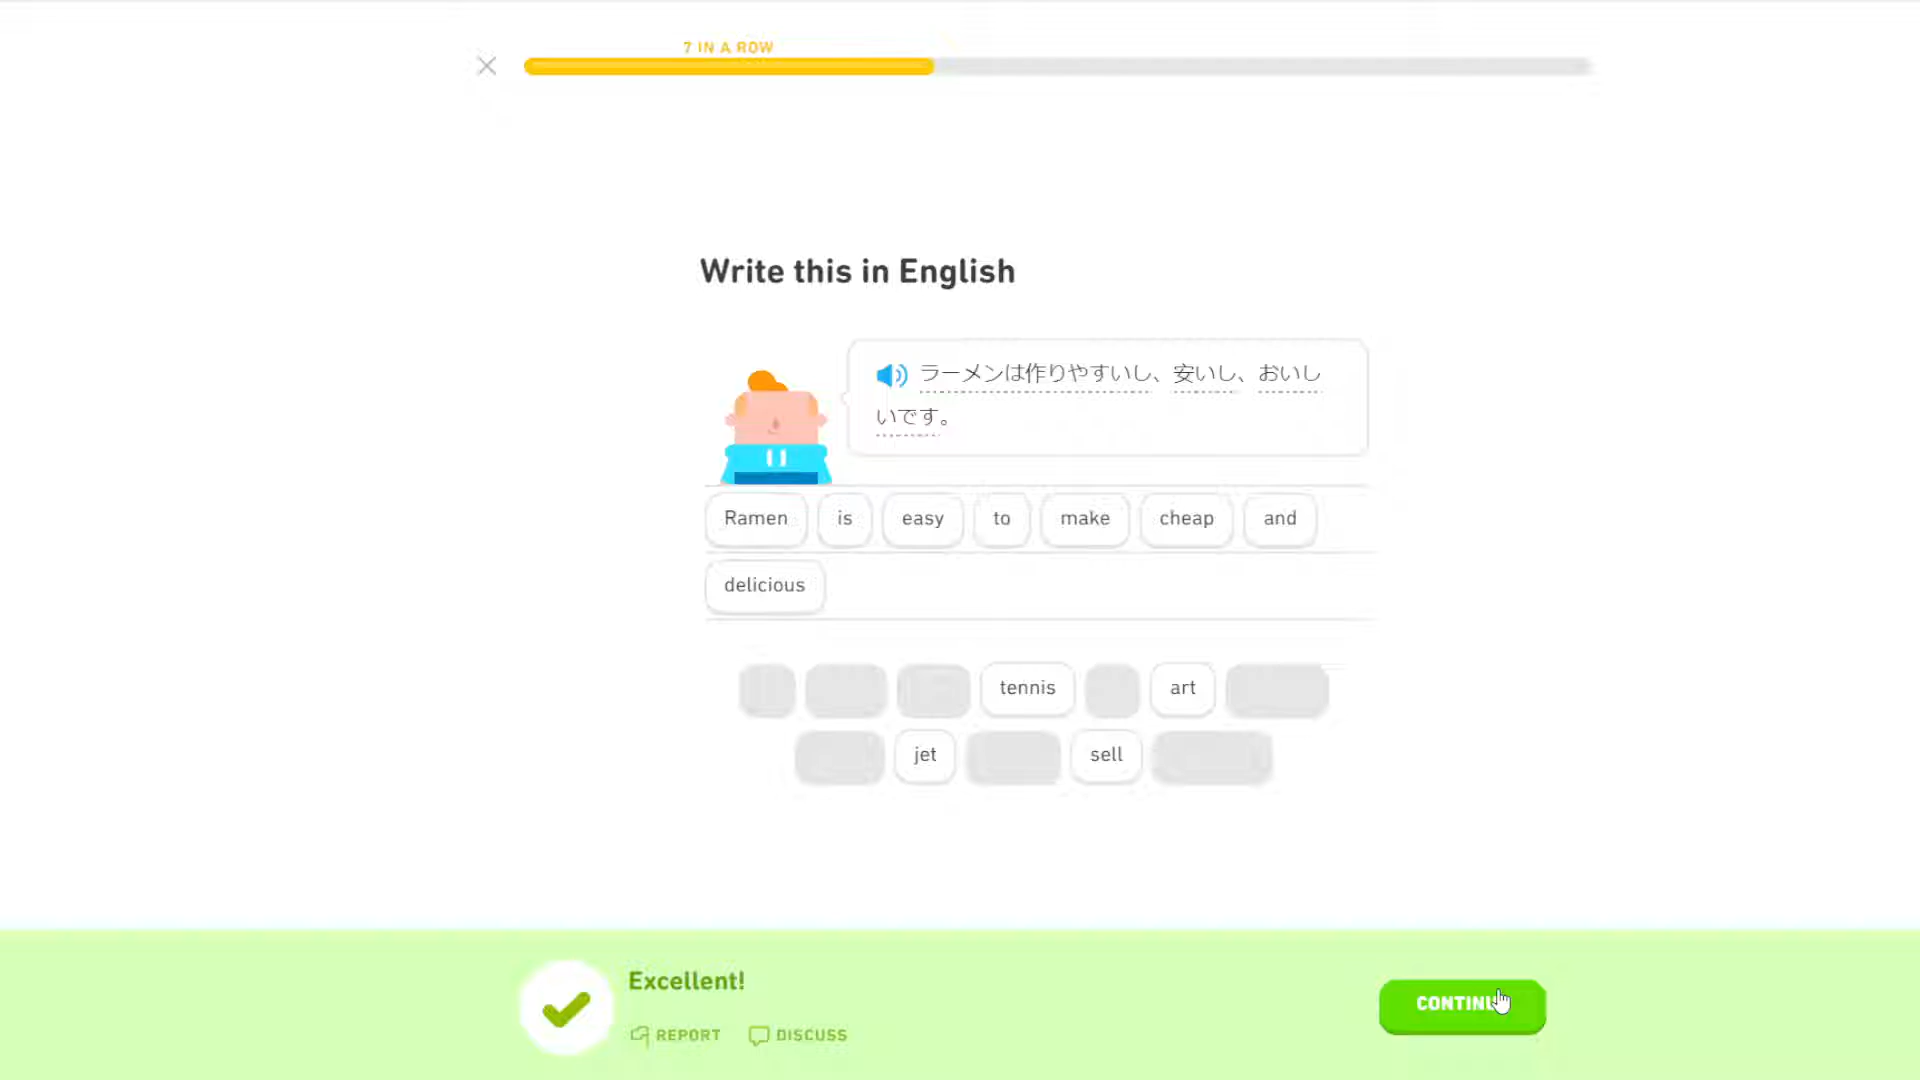 7 IN A ROW
Write this in English
ラーメンは作りやすいし、安いし、おいし
いです。
Ramen is easy to make cheap and
delicious
tennis art
jet sell
Excellent!
REPORT DISCUSS
CONTINUE